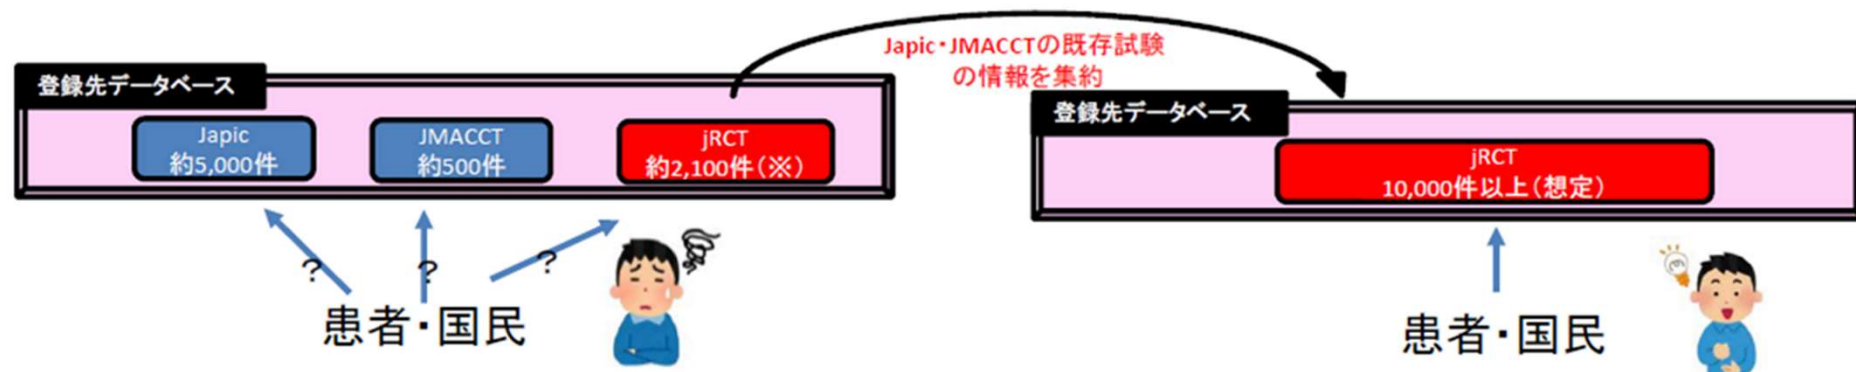 Japic・JMACCTの既存試験
の情報を集約
登録先データベース
Japic
約5,000件
JMACCT
約500件
jRCT
約2,100件(※)
?
?
?
患者・国民
登録先データベース
jRCT
10,000件以上(想定)
患者・国民